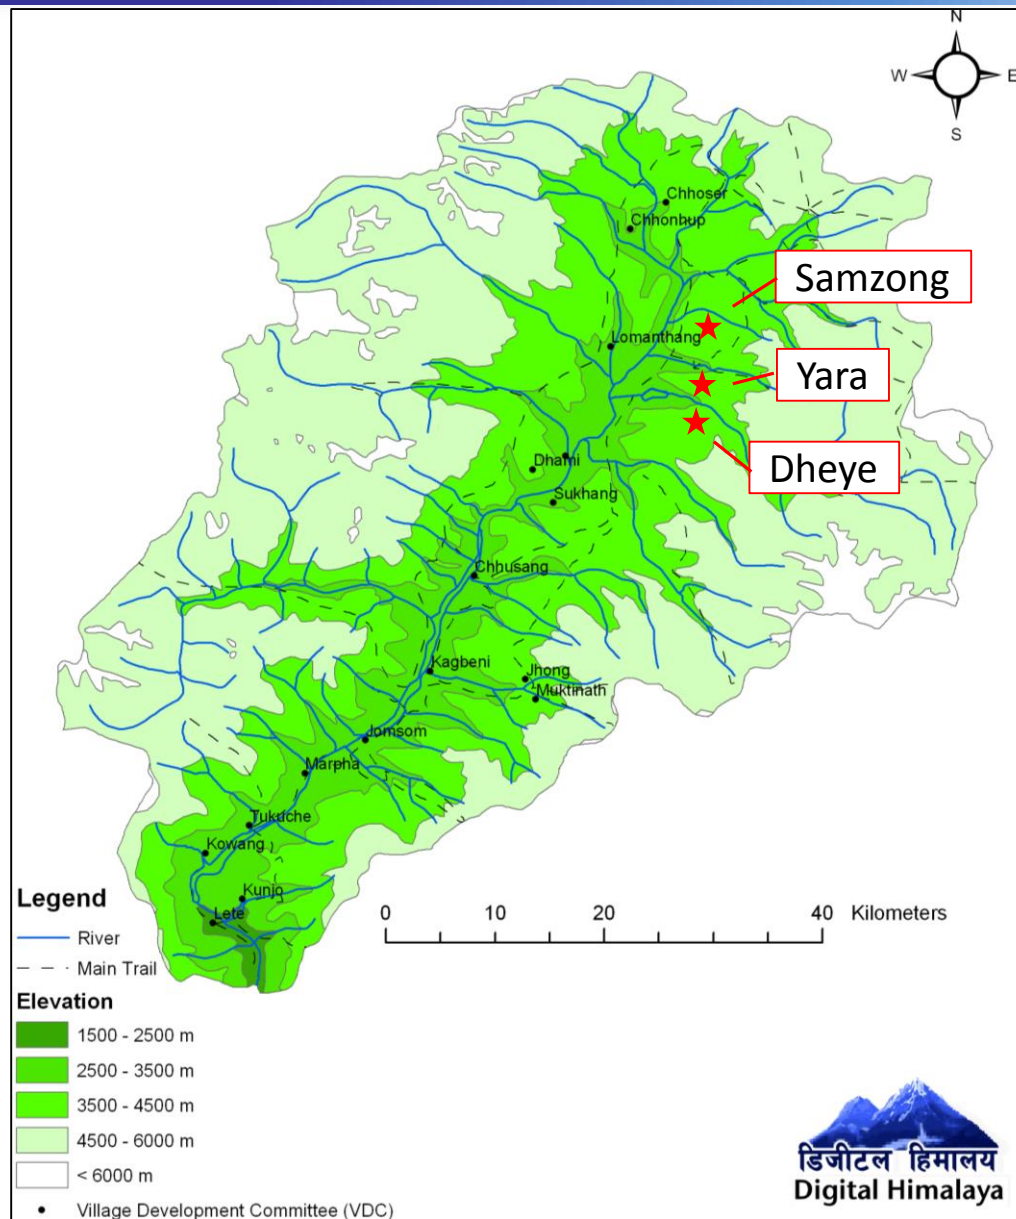 N
W E
S
Chhoser
Chhonhup
Samzong
Lomanthang
Yara
Dhami
Dheye
Sukhang
Chhusang
Kagbeni
Jhong
Muktinath
Jomsom
Marpha
Tukuche
Kowang
Kunjo
Lete
Legend
River
Main Trail
0 10 20 40 Kilometers
Elevation
1500 - 2500 m
2500 - 3500 m
3500 - 4500 m
4500 - 6000 m
< 6000 m
Village Development Committee (VDC)
डिजीटल हिमालय
Digital Himalaya